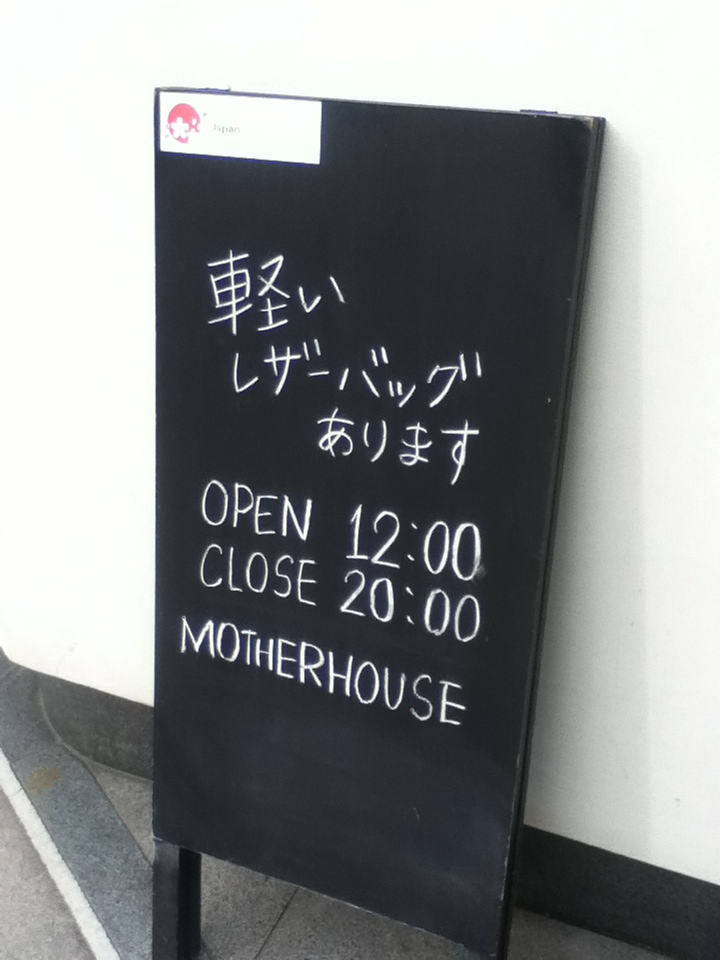 Japan
軽い
レザーバッグ
あります
OPEN 12:00
CLOSE 20:00
MOTHERHOUSE